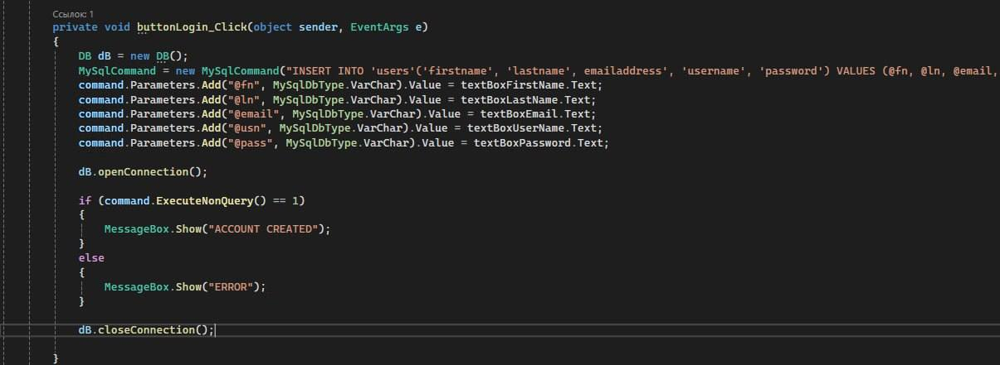 Ссылок: 1
private void buttonLogin_Click(object sender, EventArgs e)
{
DB dB = new DB();
MySqlCommand = new MySqlCommand("INSERT INTO 'users'('firstname', 'lastname', emailaddress', 'username', 'password') VALUES (@fn, @ln, @email,
command.Parameters.Add("@fn", MySqlDbType.VarChar).Value = textBoxFirstName.Text;
command.Parameters.Add("@ln", MySqlDbType.VarChar).Value = textBoxLastName.Text;
command.Parameters.Add("@email", MySqlDbType.VarChar).Value = textBoxEmail.Text;
command.Parameters.Add("@usn", MySqlDbType.VarChar).Value = textBoxUserName.Text;
command.Parameters.Add("@pass", MySqlDbType.VarChar).Value = textBoxPassword.Text;
dB.openConnection();
if (command.ExecuteNonQuery() == 1)
{
MessageBox.Show("ACCOUNT CREATED");
}
else
{
MessageBox.Show("ERROR");
}
dB.closeConnection();
}